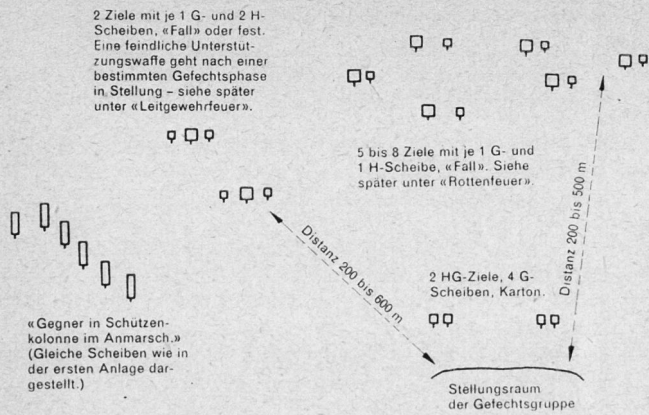 2 Ziele mit je 1 G- und 2 H-
Scheiben, «Fall» oder fest.
Eine feindliche Unterstüt-
zungswaffe geht nach einer
bestimmten Gefechtsphase
in Stellung – siehe später
unter «Leitgewehrfeuer».
5 bis 8 Ziele mit je 1 G- und
1 H-Scheibe, «Fall». Siehe
später unter «Rottenfeuer».
Distanz 200 bis 500 m
Distanz 200 bis 600 m
2 HG-Ziele, 4 G-
Scheiben, Karton.
«Gegner in Schützen-
kolonne im Anmarsch.»
(Gleiche Scheiben wie in
der ersten Anlage dar-
gestellt.)
Stellungsraum
der Gefechtsgruppe